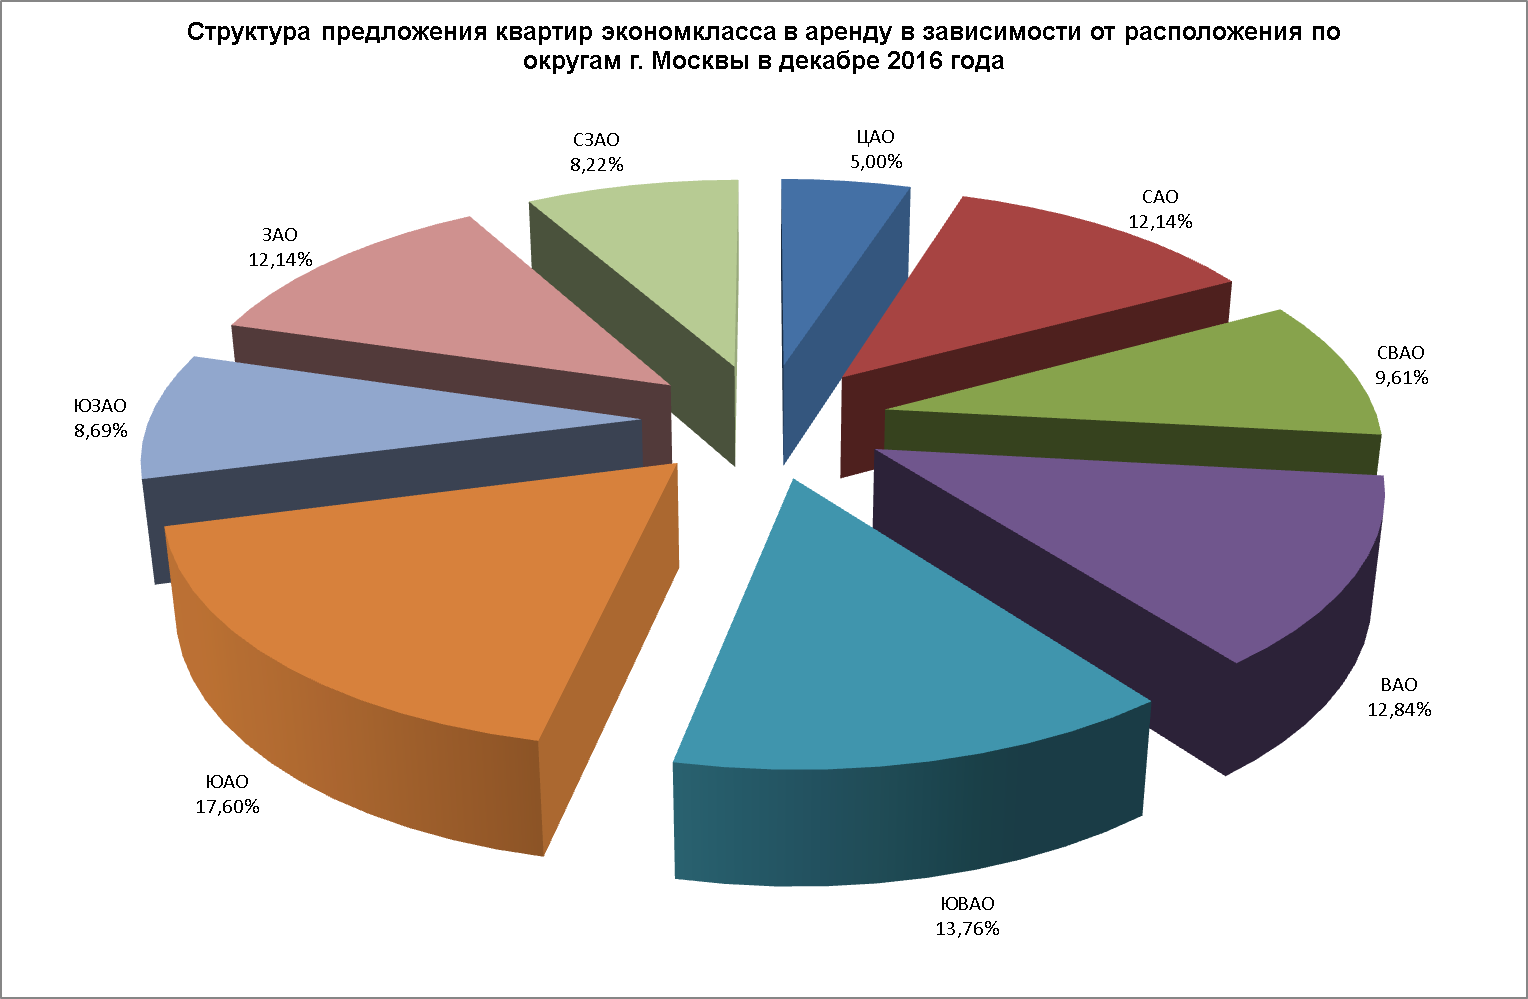 Структура предложения квартир экономкласса в аренду в зависимости от расположения по
округам г. Москвы в декабре 2016 года
ЦАО
5,00%
САО
12,14%
СВАО
9,61%
ВАО
12,84%
ЮВАО
13,76%
ЮАО
17,60%
ЮЗАО
8,69%
ЗАО
12,14%
СЗАО
8,22%